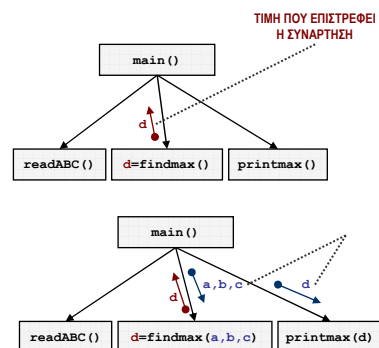 ΤΙΜΗ ΠΟΥ ΕΠΙΣΤΡΕΦΕΙ
Η ΣΥΝΑΡΤΗΣΗ
main()
d
readABC()
d=findmax()
printmax()
main()
a,b,c
d
d
readABC()
d=findmax(a,b,c)
printmax(d)